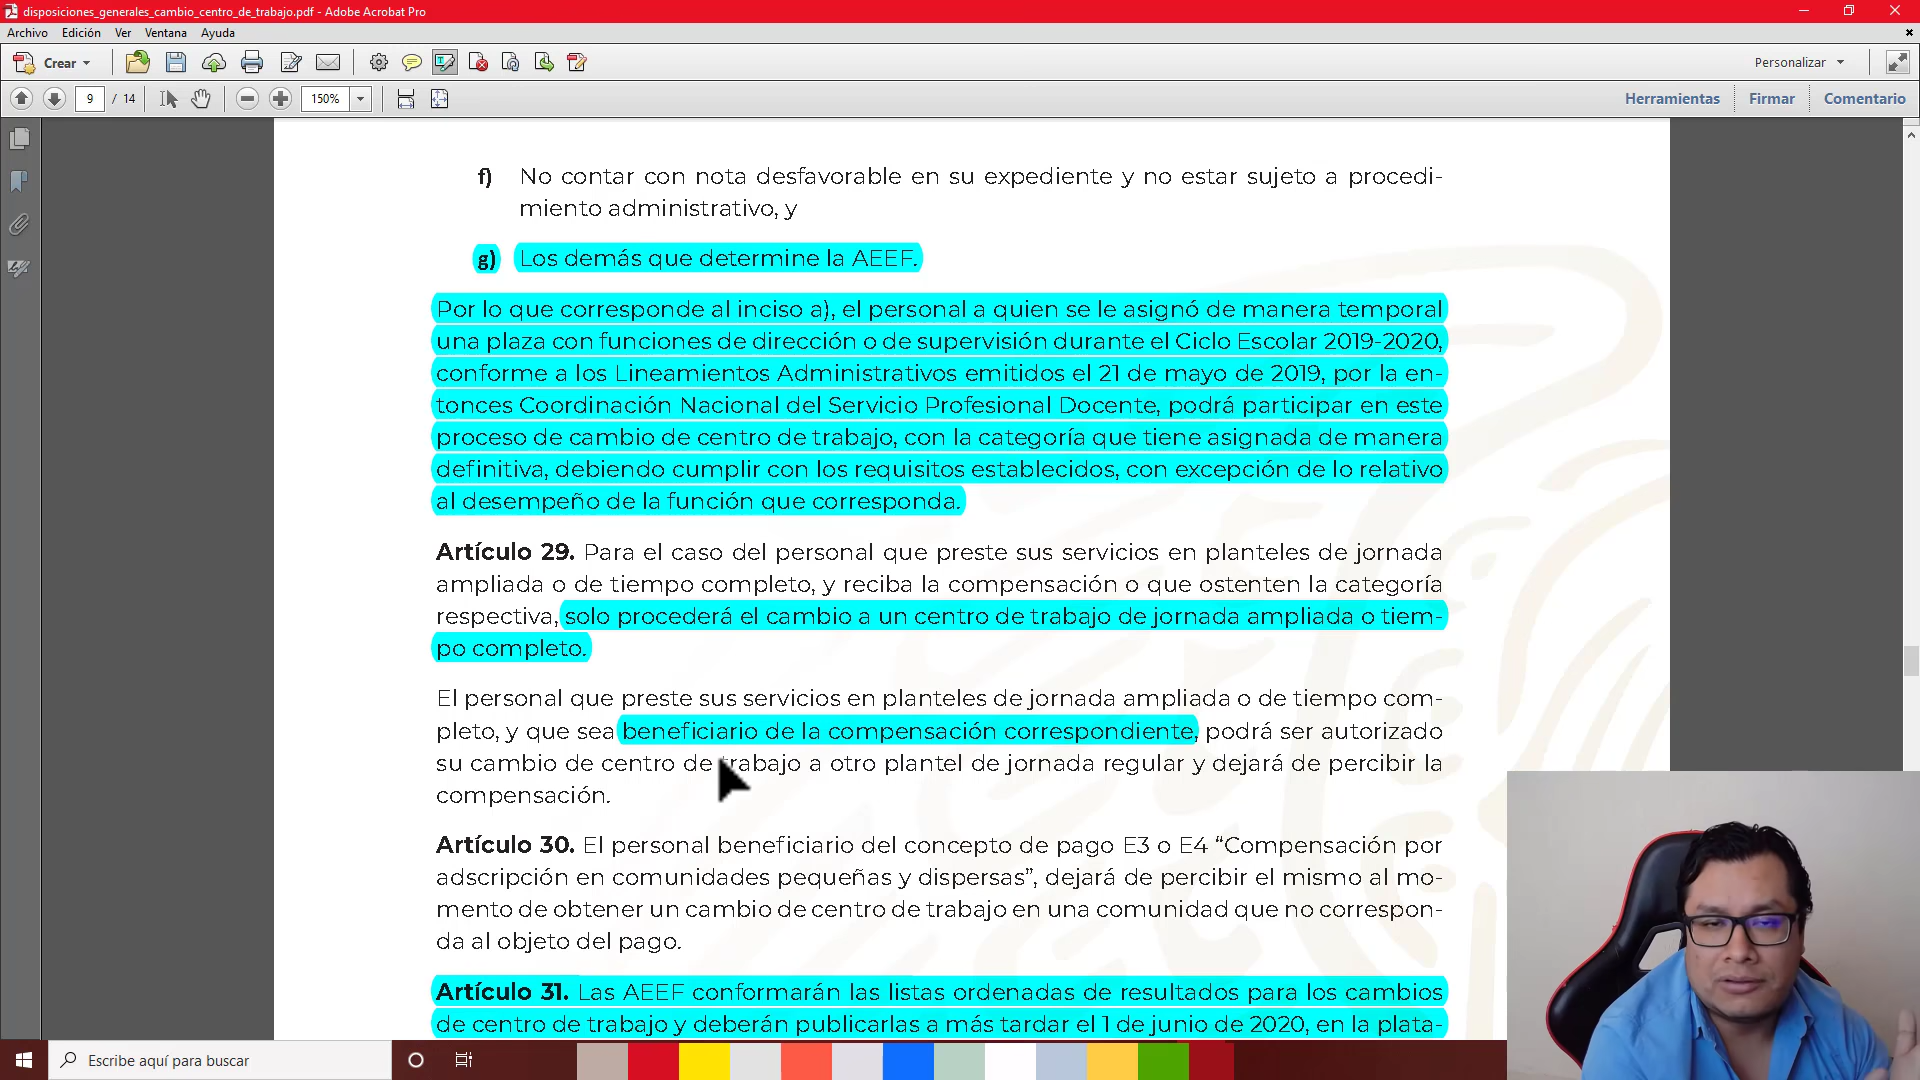 disposiciones_generales_cambio_centro_de_trabajo.pdf - Adobe Acrobat Pro
Archivo Edición Ver Ventana Ayuda
Crear
Personalizar
9 / 14
150%
Herramientas Firmar Comentario
f) No contar con nota desfavorable en su expediente y no estar sujeto a procedi-
miento administrativo, y
g) Los demás que determine la AEEF.
Por lo que corresponde al inciso a), el personal a quien se le asignó de manera temporal
una plaza con funciones de dirección o de supervisión durante el Ciclo Escolar 2019-2020,
conforme a los Lineamientos Administrativos emitidos el 21 de mayo de 2019, por la en-
tonces Coordinación Nacional del Servicio Profesional Docente, podrá participar en este
proceso de cambio de centro de trabajo, con la categoría que tiene asignada de manera
definitiva, debiendo cumplir con los requisitos establecidos, con excepción de lo relativo
al desempeño de la función que corresponda.
Artículo 29. Para el caso del personal que preste sus servicios en planteles de jornada
ampliada o de tiempo completo, y reciba la compensación o que ostenten la categoría
respectiva, solo procederá el cambio a un centro de trabajo de jornada ampliada o tiem-
po completo.
El personal que preste sus servicios en planteles de jornada ampliada o de tiempo com-
pleto, y que sea beneficiario de la compensación correspondiente, podrá ser autorizado
su cambio de centro de trabajo a otro plantel de jornada regular y dejará de percibir la
compensación.
Artículo 30. El personal beneficiario del concepto de pago E3 o E4 “Compensación por
adscripción en comunidades pequeñas y dispersas”, dejará de percibir el mismo al mo-
mento de obtener un cambio de centro de trabajo en una comunidad que no correspon-
da al objeto del pago.
Artículo 31. Las AEEF conformarán las listas ordenadas de resultados para los cambios
de centro de trabajo y deberán publicarlas a más tardar el 1 de junio de 2020, en la plata-
Escribe aquí para buscar